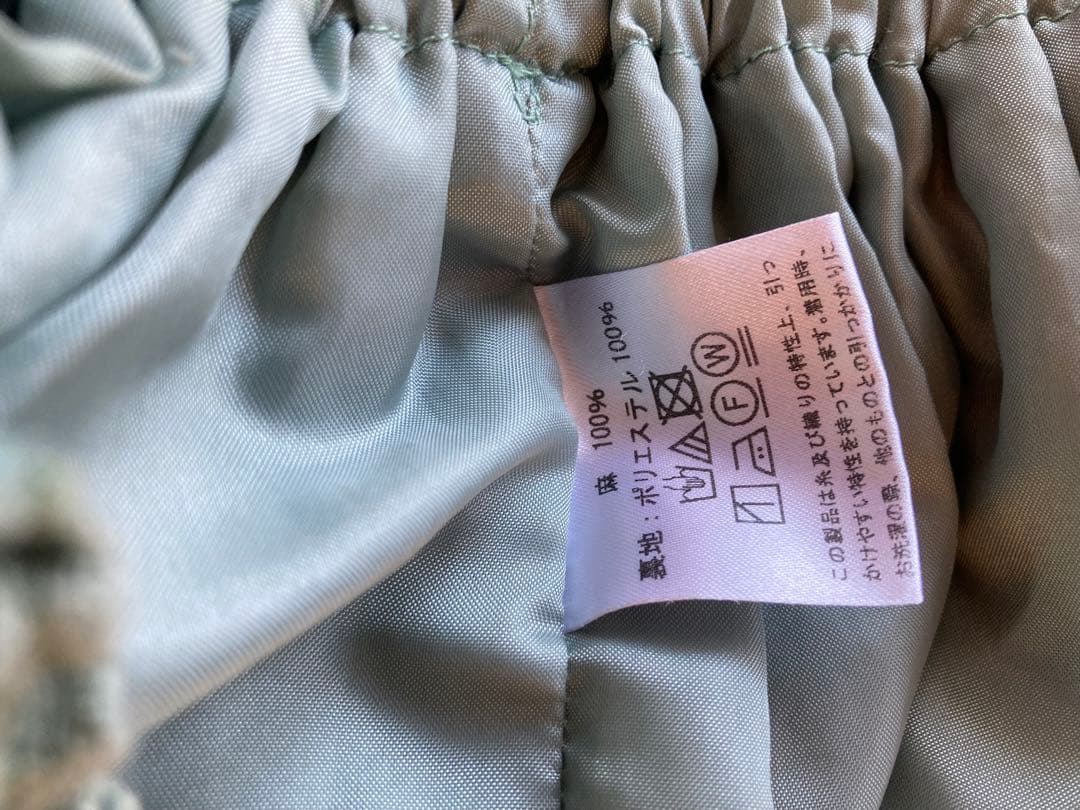 麻 100%
裏地：ポリエステル 100%
W
F
この製品は糸及び織りの特性上、引っ
かけやすい特性を持っています。着用時、
お洗濯の際、他のものとの引っかかりに